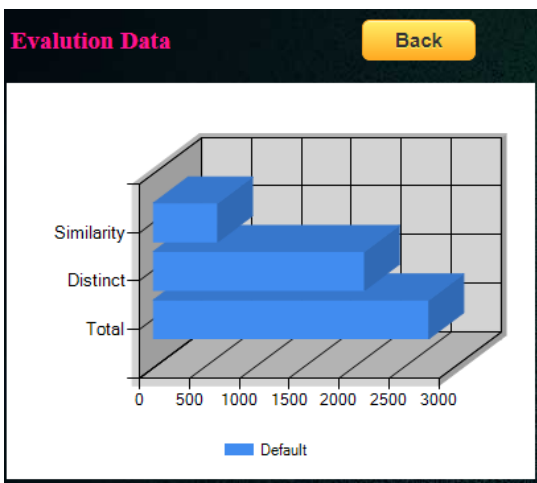 Evalution Data
Back
Similarity
Distinct
Total
0 500 1000 1500 2000 2500 3000
Default